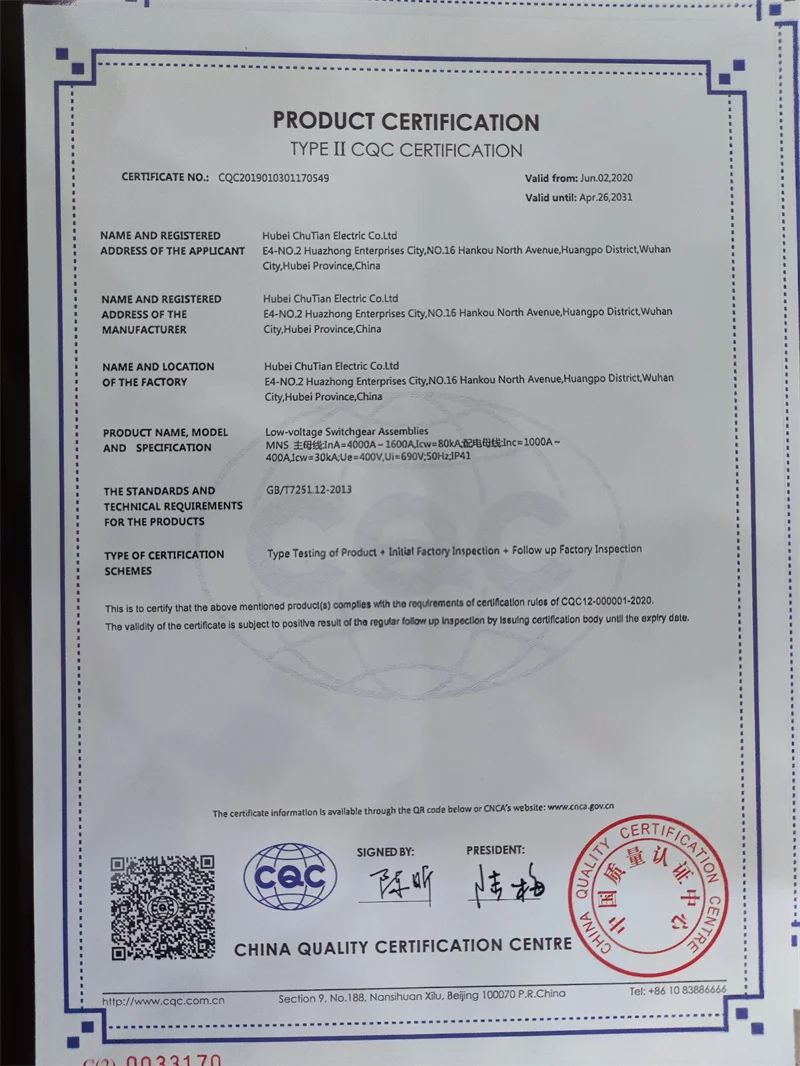 PRODUCT CERTIFICATION
TYPE II CQC CERTIFICATION
CERTIFICATE NO.: CQC2019010301170549
Valid from: Jun.02,2020
Valid until: Apr.26,2031
NAME AND REGISTERED
ADDRESS OF THE APPLICANT
Hubei ChuTian Electric Co.Ltd
E4-NO.2 Huazhong Enterprises City,NO.16 Hankou North Avenue,Huangpo District,Wuhan
City,Hubei Province,China
NAME AND REGISTERED
ADDRESS OF THE
MANUFACTURER
Hubei ChuTian Electric Co.Ltd
E4-NO.2 Huazhong Enterprises City,NO.16 Hankou North Avenue,Huangpo District,Wuhan
City,Hubei Province,China
NAME AND LOCATION
OF THE FACTORY
Hubei ChuTian Electric Co.Ltd
E4-NO.2 Huazhong Enterprises City,NO.16 Hankou North Avenue,Huangpo District,Wuhan
City,Hubei Province,China
PRODUCT NAME, MODEL
AND SPECIFICATION
Low-voltage Switchgear Assemblies
MNS 主母线:InA=4000A~1600A,Icw=80kA;配电母线:Inc=1000A~
400A,Icw=30kA;Ue=400V,Ui=690V;50Hz;IP41
THE STANDARDS AND
TECHNICAL REQUIREMENTS
FOR THE PRODUCTS
GB/T7251.12-2013
TYPE OF CERTIFICATION
SCHEMES
Type Testing of Product + Initial Factory Inspection + Follow up Factory Inspection
This is to certify that the above mentioned product(s) complies with the requirements of certification rules of CQC12-000001-2020.
The validity of the certificate is subject to positive result of the regular follow up inspection by issuing certification body until the expiry date.
CQC
The certificate information is available through the QR code below or CNCA's website: www.cnca.gov.cn
CQC
SIGNED BY:
陈昕
PRESIDENT:
陆梅
CHINA QUALITY CERTIFICATION CENTRE
中国质量认证中心
CHINA QUALITY CERTIFICATION CENTRE
http://www.cqc.com.cn
Section 9, No.188, Nansihuan Xilu, Beijing 100070 P.R.China
Tel: +86 10 83886666
C(2) 0033170